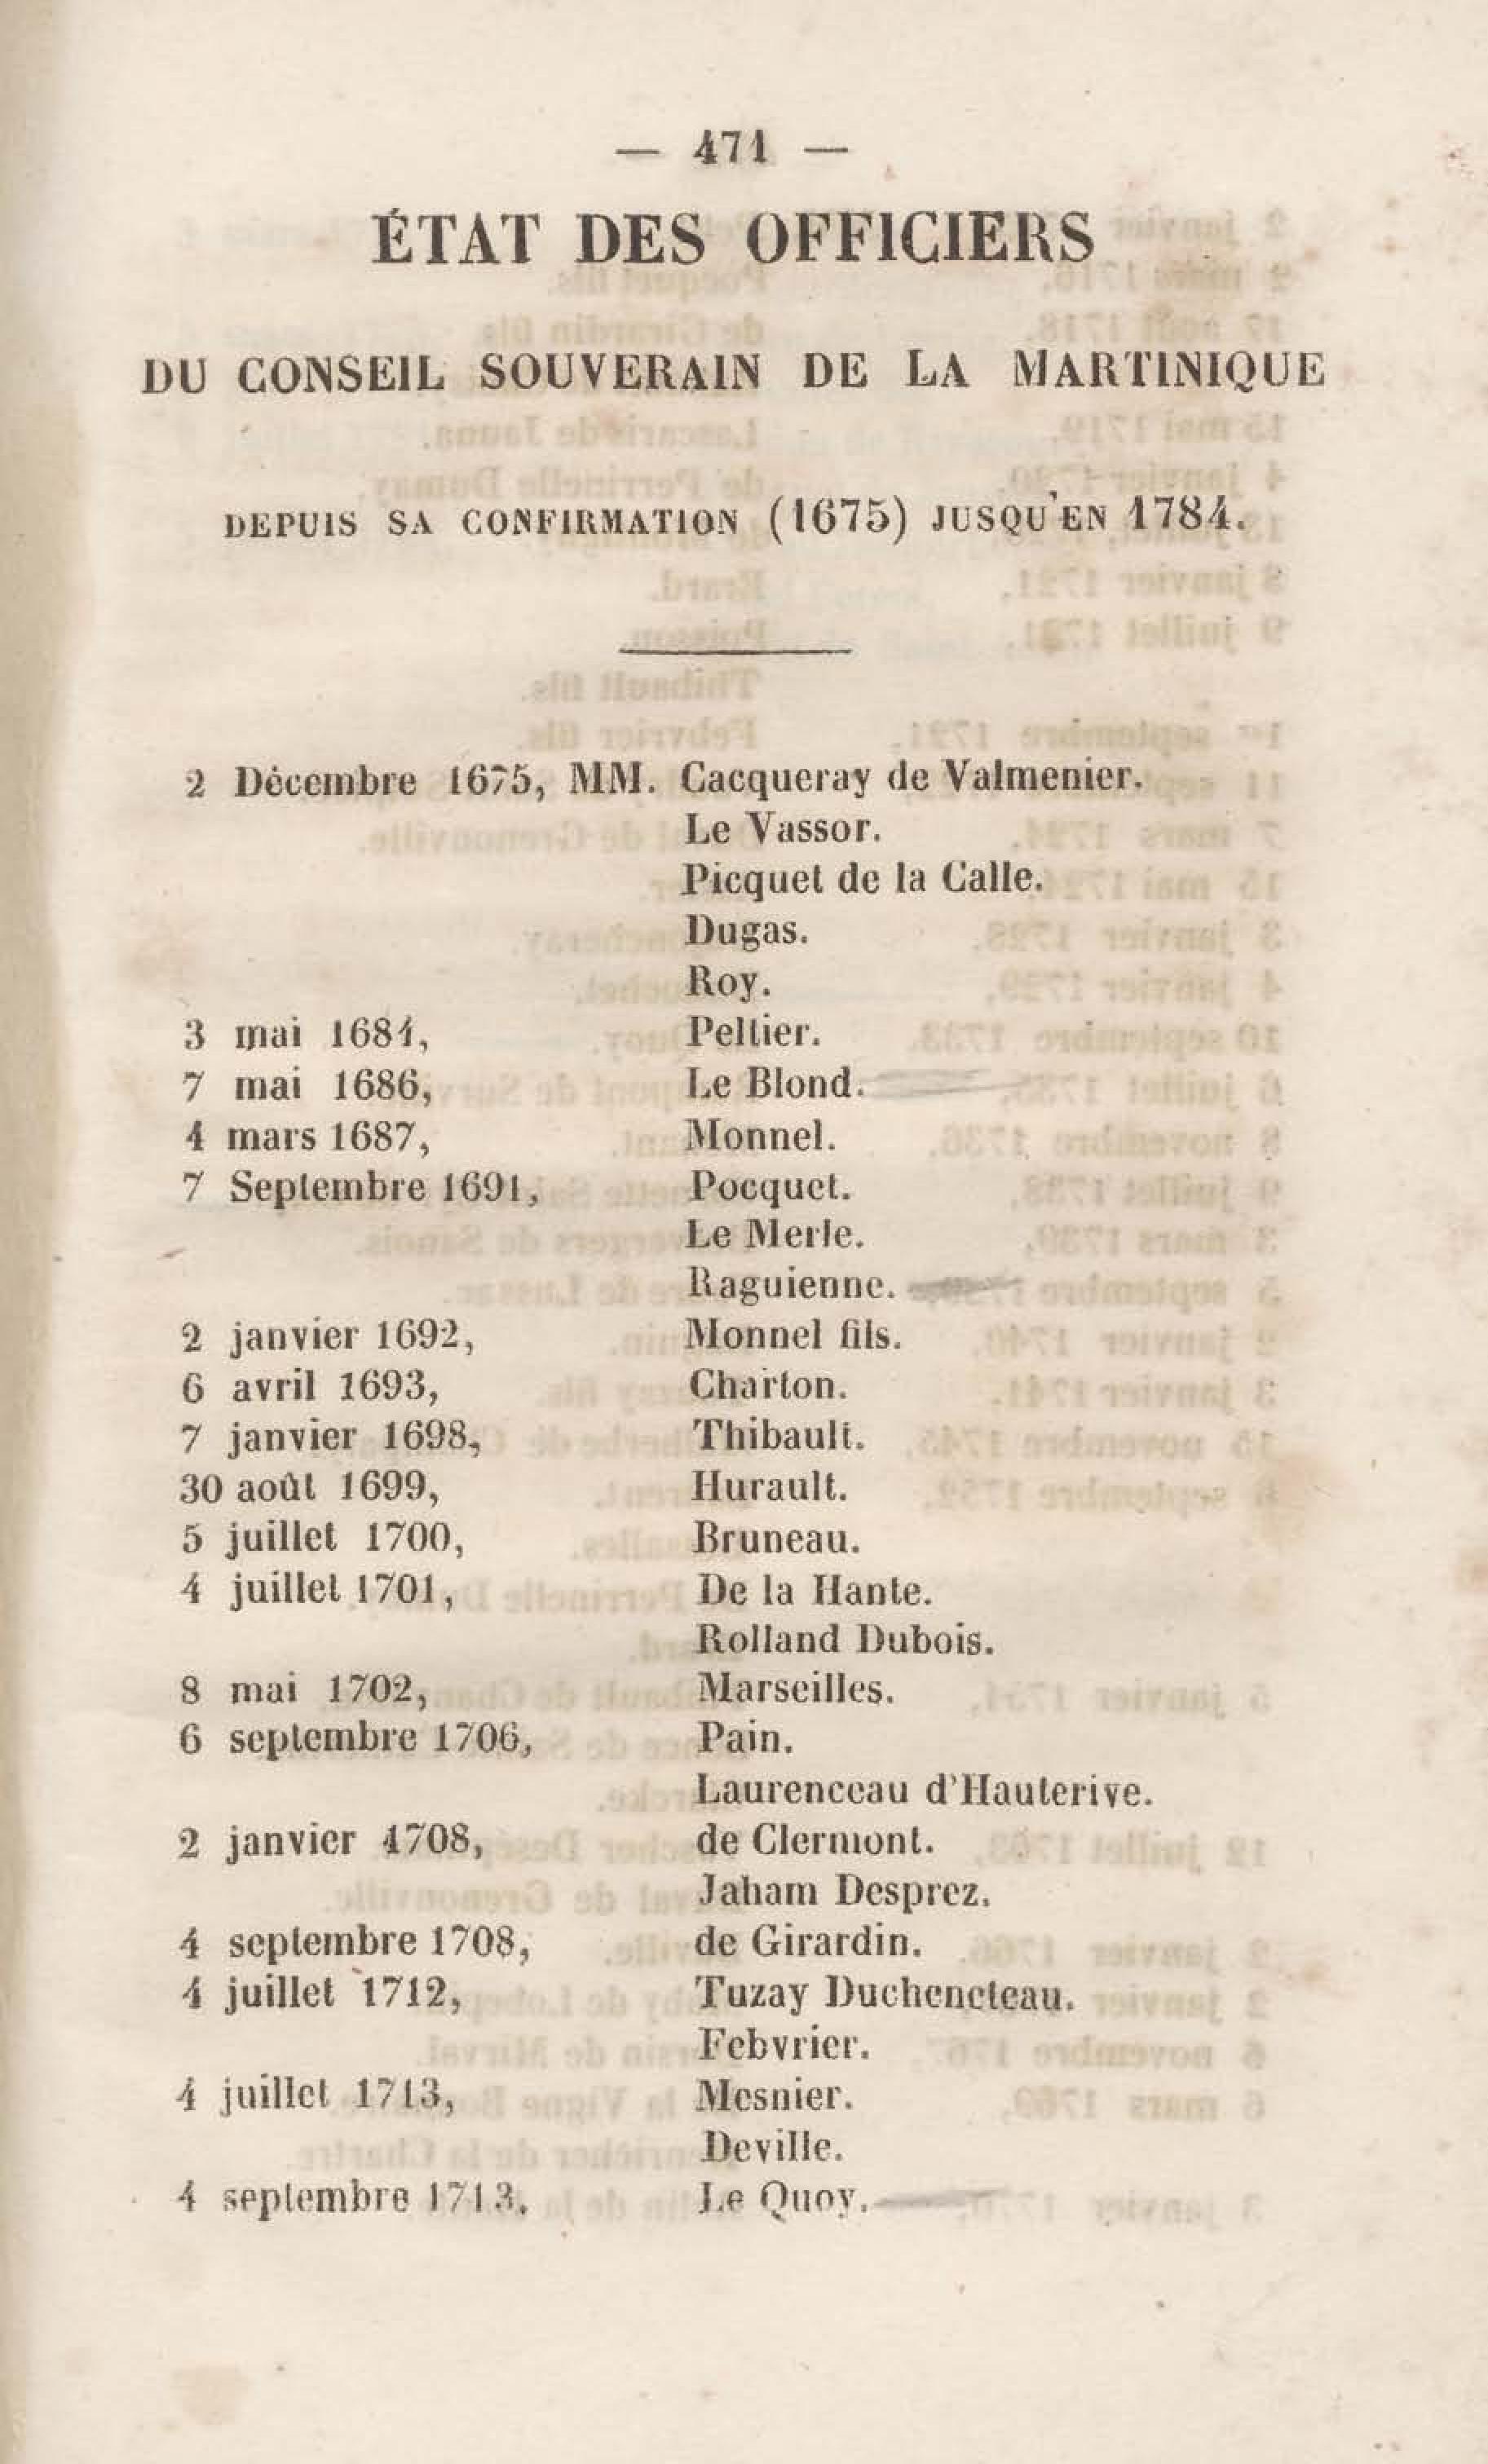 — 471 —
ÉTAT DES OFFICIERS
DU CONSEIL SOUVERAIN DE LA MARTINIQUE
DEPUIS SA CONFIRMATION (1675) JUSQU'EN 1784.
2 Décembre 1675, MM. Cacqueray de Valmenier.
Le Vassor.
Picquet de la Calle.
Dugas.
Roy.
3 mai 1681, Peltier.
7 mai 1686, Le Blond.
4 mars 1687, Monnel.
7 Septembre 1691, Pocquet.
Le Merle.
Raguienne.
2 janvier 1692, Monnel fils.
6 avril 1693, Charton.
7 janvier 1698, Thibault.
30 août 1699, Hurault.
5 juillet 1700, Bruneau.
4 juillet 1701, De la Hante.
Rolland Dubois.
8 mai 1702, Marseilles.
6 septembre 1706, Pain.
Laurenceau d'Hauterive.
2 janvier 1708, de Clermont.
Jaham Desprez.
4 septembre 1708, de Girardin.
4 juillet 1712, Tuzay Ducheneteau.
Febvrier.
4 juillet 1713, Mesnier.
Deville.
4 septembre 1713. Le Quoy.